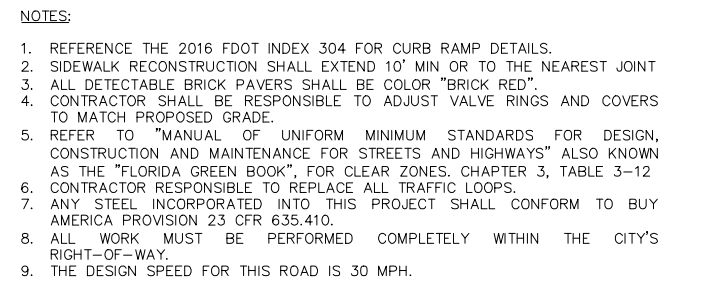 NOTES:
1. REFERENCE THE 2016 FDOT INDEX 304 FOR CURB RAMP DETAILS.
2. SIDEWALK RECONSTRUCTION SHALL EXTEND 10' MIN OR TO THE NEAREST JOINT
3. ALL DETECTABLE BRICK PAVERS SHALL BE COLOR "BRICK RED".
4. CONTRACTOR SHALL BE RESPONSIBLE TO ADJUST VALVE RINGS AND COVERS
TO MATCH PROPOSED GRADE.
5. REFER TO "MANUAL OF UNIFORM MINIMUM STANDARDS FOR DESIGN,
CONSTRUCTION AND MAINTENANCE FOR STREETS AND HIGHWAYS" ALSO KNOWN
AS THE "FLORIDA GREEN BOOK", FOR CLEAR ZONES. CHAPTER 3, TABLE 3-12
6. CONTRACTOR RESPONSIBLE TO REPLACE ALL TRAFFIC LOOPS.
7. ANY STEEL INCORPORATED INTO THIS PROJECT SHALL CONFORM TO BUY
AMERICA PROVISION 23 CFR 635.410.
8. ALL WORK MUST BE PERFORMED COMPLETELY WITHIN THE CITY'S
RIGHT-OF-WAY.
9. THE DESIGN SPEED FOR THIS ROAD IS 30 MPH.